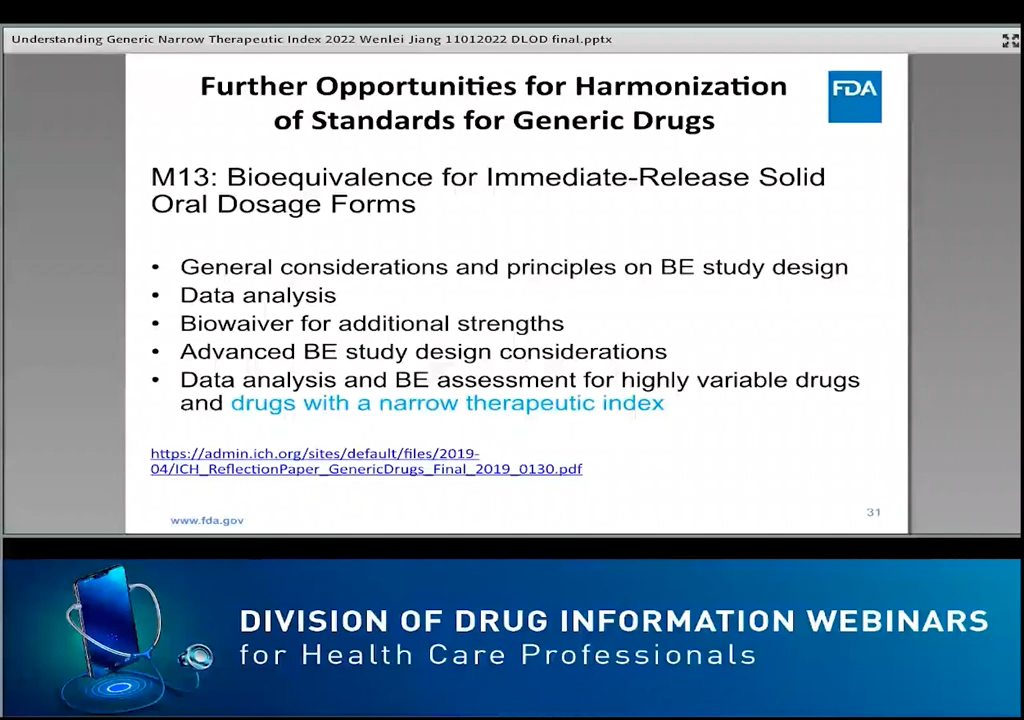 Understanding Generic Narrow Therapeutic Index 2022 Wenlei Jiang 11012022 DLOD final.pptx
Further Opportunities for Harmonization
of Standards for Generic Drugs
FDA
M13: Bioequivalence for Immediate-Release Solid
Oral Dosage Forms
• General considerations and principles on BE study design
• Data analysis
• Biowaiver for additional strengths
• Advanced BE study design considerations
• Data analysis and BE assessment for highly variable drugs
and drugs with a narrow therapeutic index
https://admin.ich.org/sites/default/files/2019-
04/ICH_ReflectionPaper_GenericDrugs_Final_2019_0130.pdf
www.fda.gov
31
DIVISION OF DRUG INFORMATION WEBINARS
for Health Care Professionals